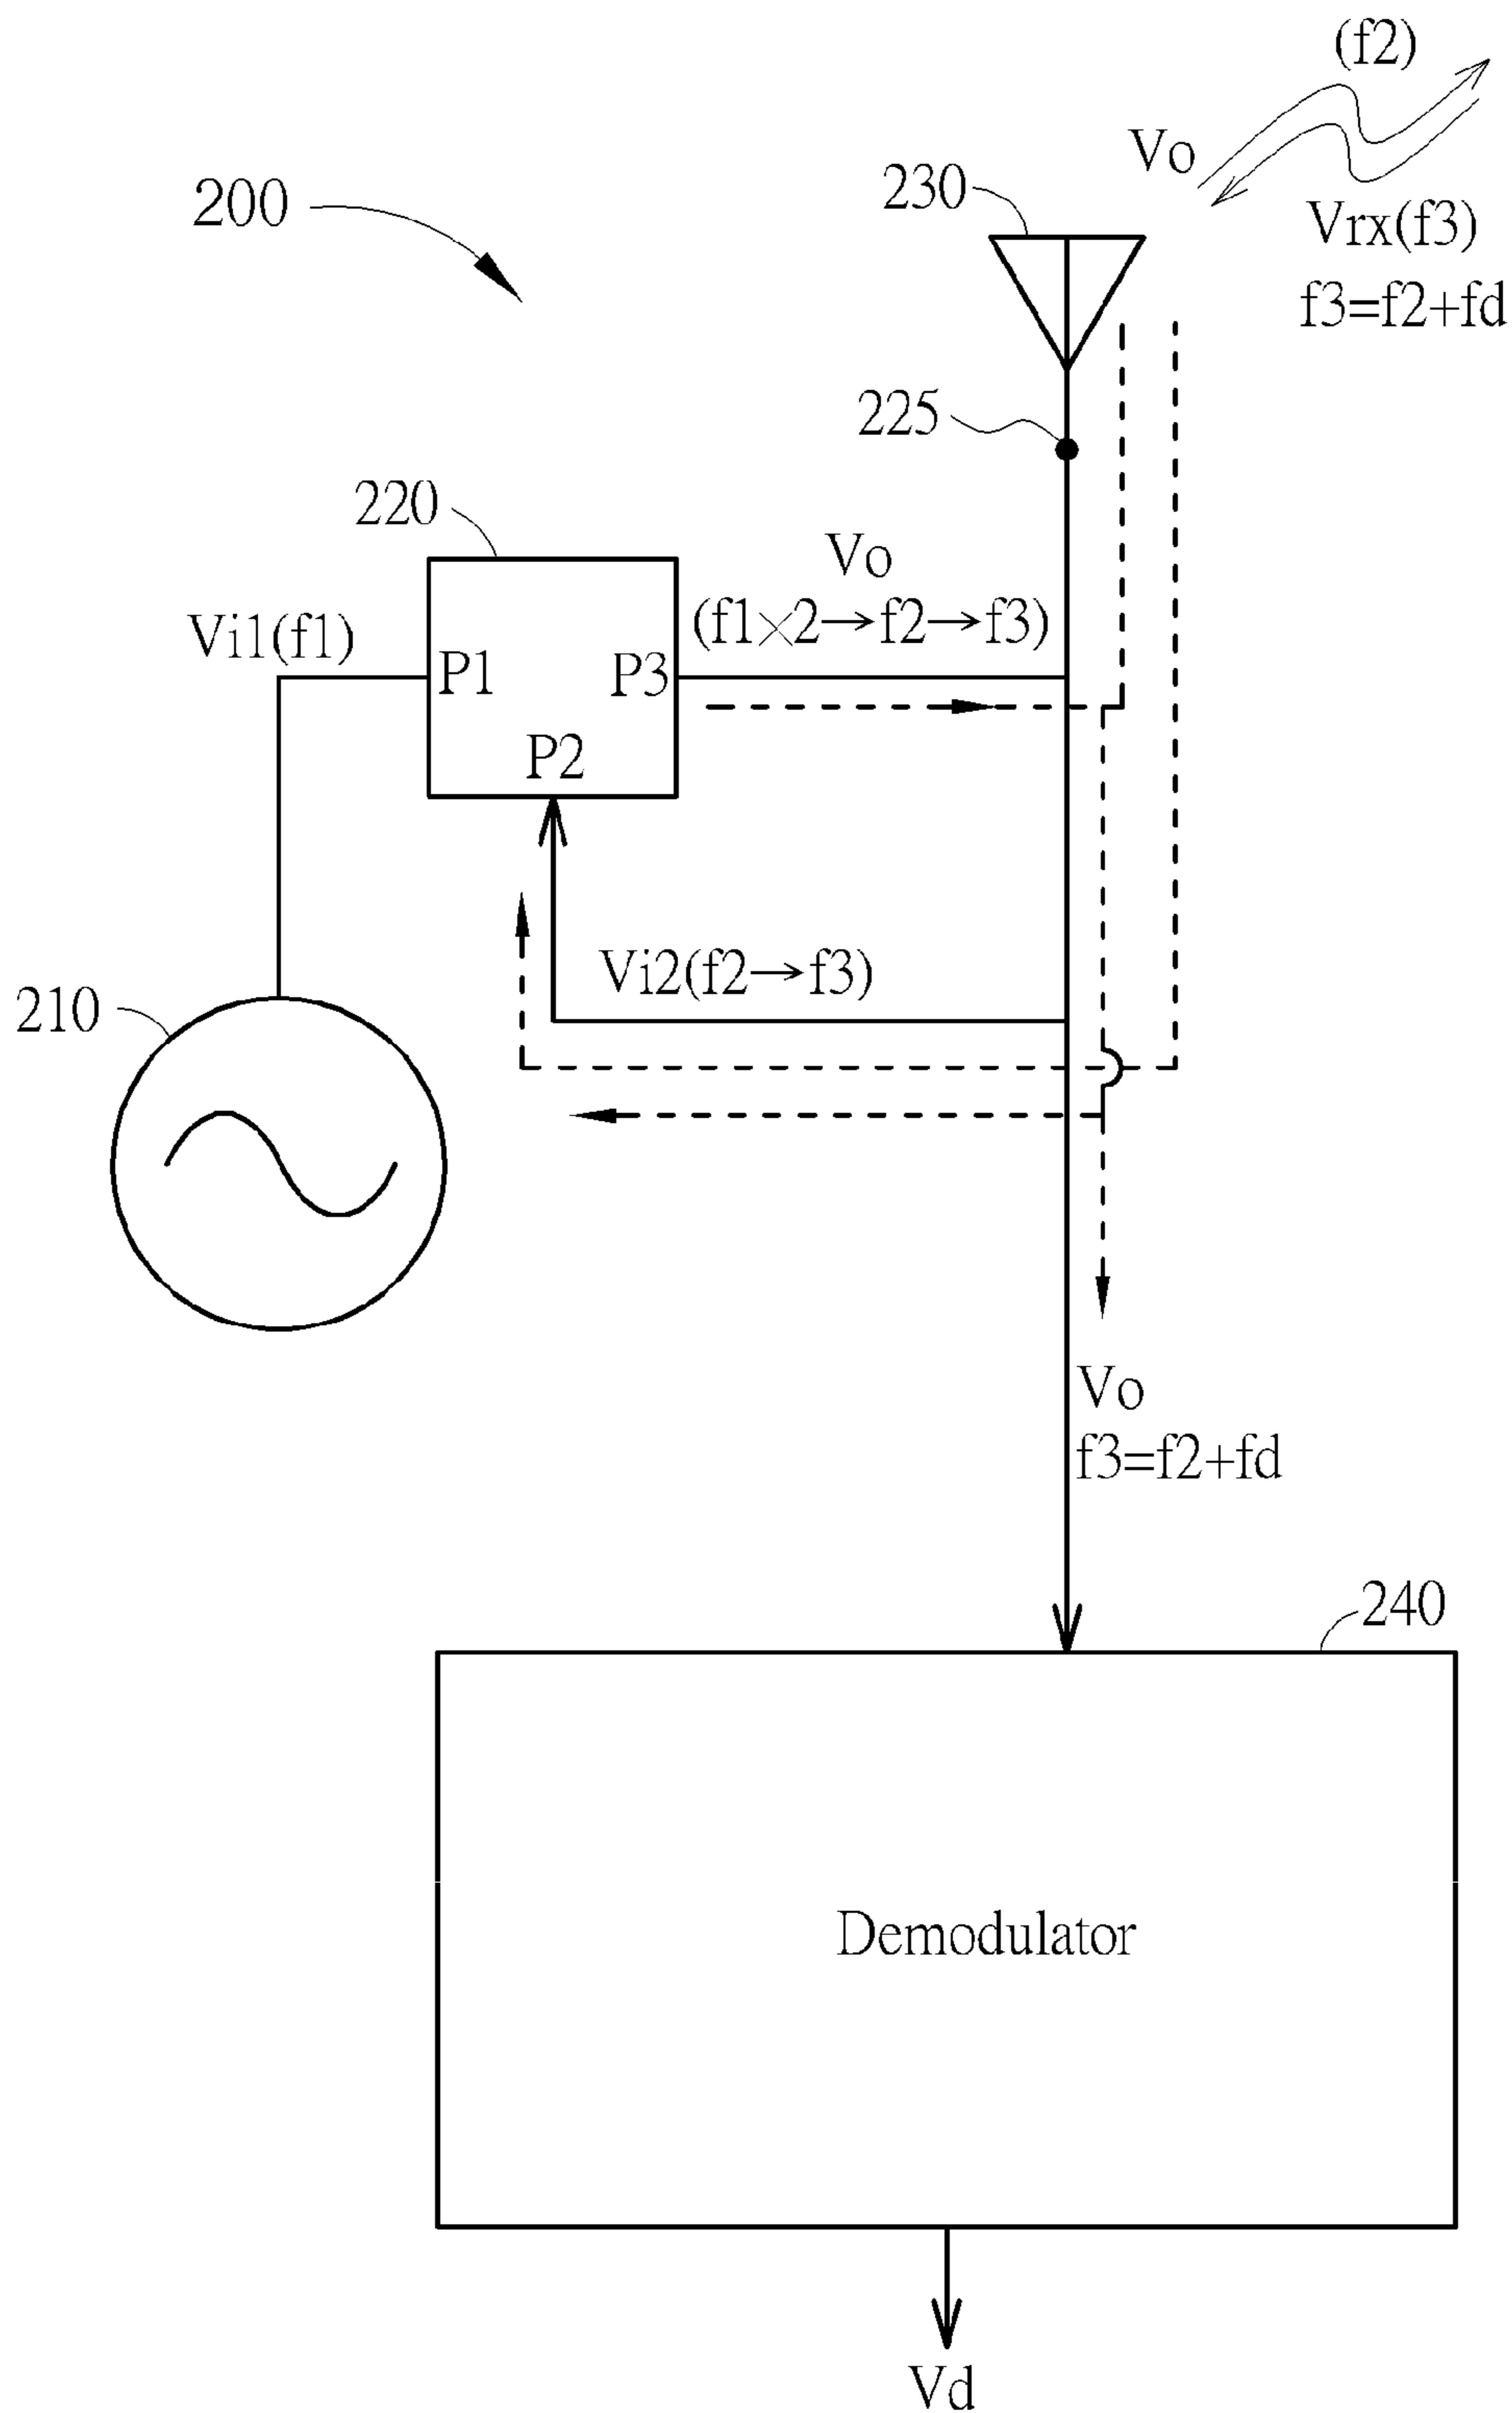 (f2)
Vo
230
200
Vrx(f3)
f3=f2+fd
225
220
Vo
(f1×2→f2→f3)
Vi1(f1)
P1
P3
P2
Vi2(f2→f3)
210
Vo
f3=f2+fd
240
Demodulator
Vd